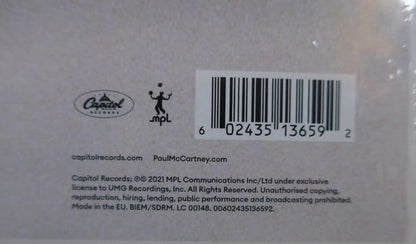 Capitol
RECORDS
MPL
6 02435 13659 2
capitolrecords.com PaulMcCartney.com
Capitol Records; ℗© 2021 MPL Communications Inc/Ltd under exclusive
license to UMG Recordings, Inc. All Rights Reserved. Unauthorised copying,
reproduction, hiring, lending, public performance and broadcasting prohibited.
Made in the EU. BIEM/SDRM. LC 00148. 00602435136592.